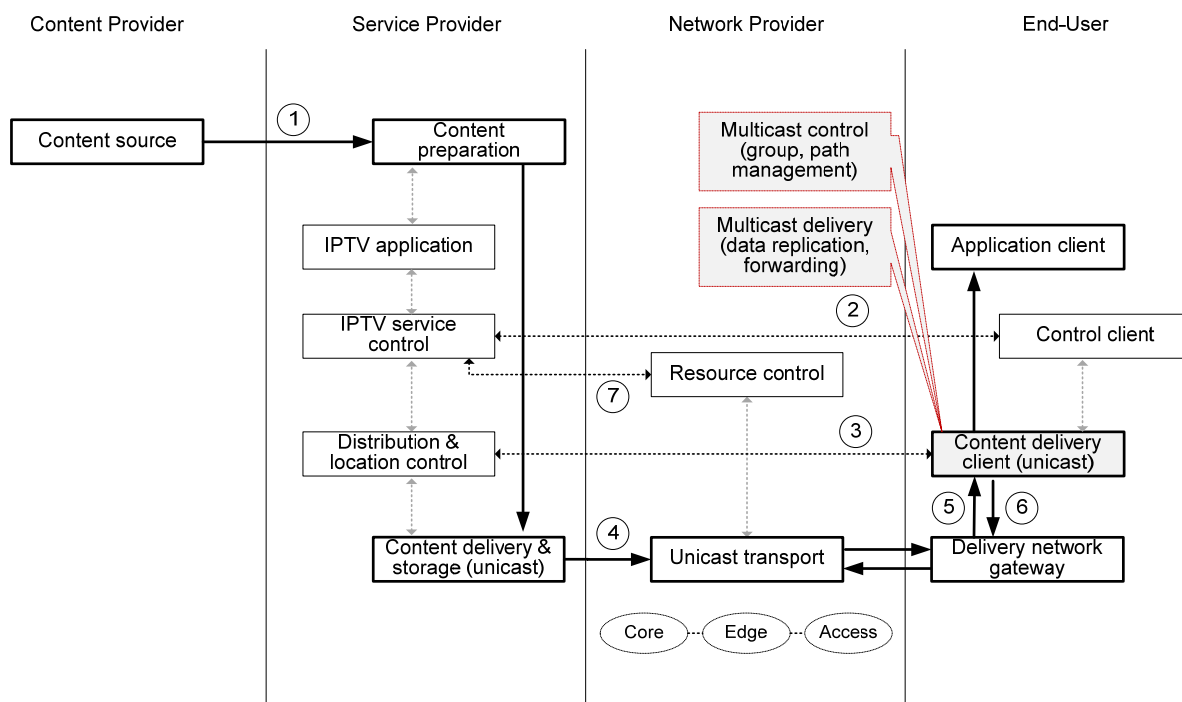 Content Provider
Service Provider
Network Provider
End-User
1
Content source
Content
preparation
Multicast control
(group, path
management)
IPTV application
Multicast delivery
(data replication,
forwarding)
Application client
2
IPTV service
control
Control client
7
Resource control
3
Distribution &
location control
Content delivery
client (unicast)
5
6
4
Content delivery &
storage (unicast)
Unicast transport
Delivery network
gateway
Core
Edge
Access